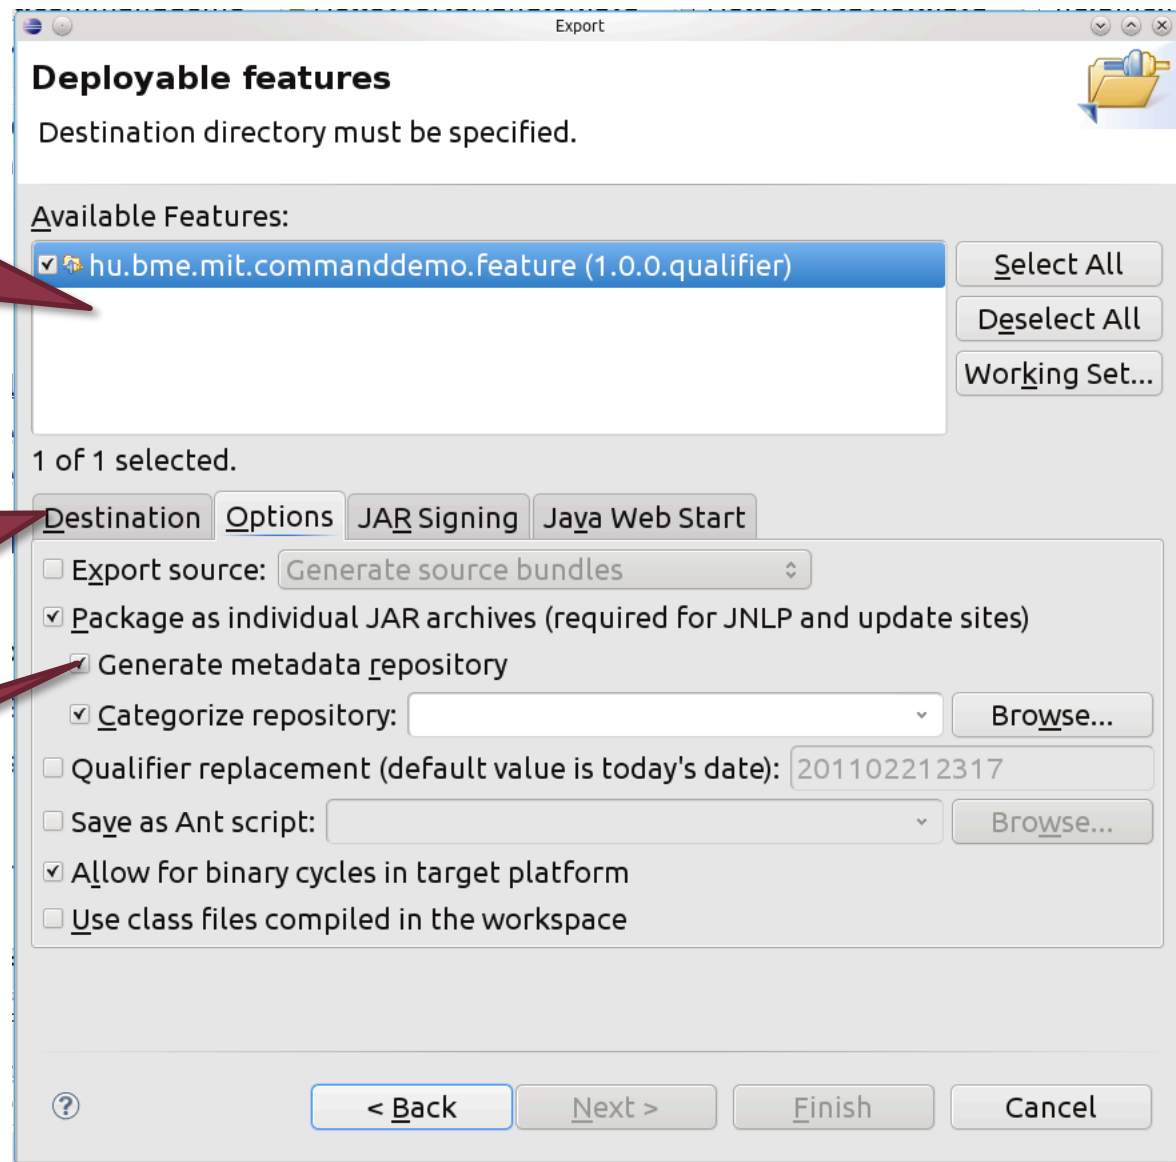 Export
Deployable features
Destination directory must be specified.
Available Features:
hu.bme.mit.commanddemo.feature (1.0.0.qualifier)
Select All
Deselect All
Working Set...
1 of 1 selected.
Destination Options JAR Signing Java Web Start
Export source: Generate source bundles
Package as individual JAR archives (required for JNLP and update sites)
Generate metadata repository
Categorize repository: Browse...
Qualifier replacement (default value is today's date): 201102212317
Save as Ant script: Browse...
Allow for binary cycles in target platform
Use class files compiled in the workspace
? < Back Next > Finish Cancel